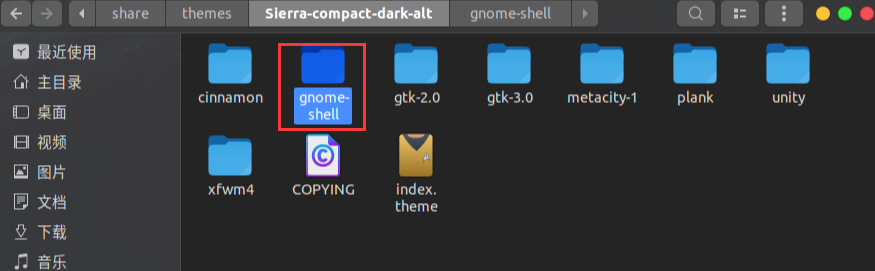 share themes Sierra-compact-dark-alt gnome-shell
最近使用
主目录
桌面
视频
图片
文档
下载
音乐
cinnamon gnome-shell gtk-2.0 gtk-3.0 metacity-1 plank unity
xfwm4 COPYING index.theme